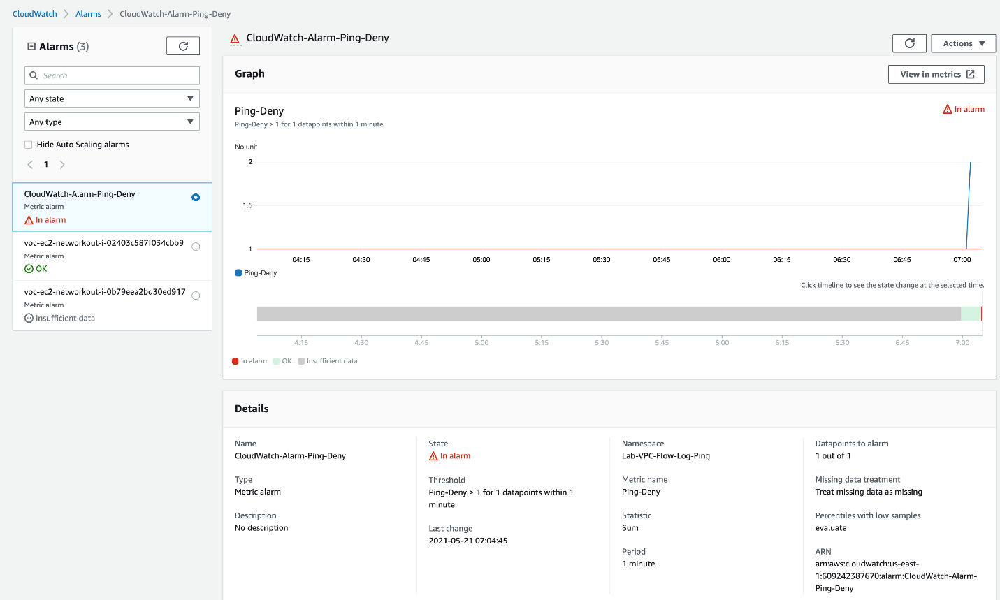 CloudWatch > Alarms > CloudWatch-Alarm-Ping-Deny
Alarms (3)
Search
Any state
Any type
Hide Auto Scaling alarms
1
CloudWatch-Alarm-Ping-Deny
Metric alarm
In alarm
voc-ec2-networkout-i-02403c587f034cbb9
Metric alarm
OK
voc-ec2-networkout-i-0b79eea2bd30ed917
Metric alarm
Insufficient data
CloudWatch-Alarm-Ping-Deny
Actions
Graph
View in metrics
Ping-Deny
In alarm
Ping-Deny > 1 for 1 datapoints within 1 minute
No unit
2
1.5
1
04:15 04:30 04:45 05:00 05:15 05:30 05:45 06:00 06:15 06:30 06:45 07:00
Ping-Deny
Click timeline to see the state change at the selected time.
4:15 4:30 4:45 5:00 5:15 5:30 5:45 6:00 6:15 6:30 6:45 7:00
In alarm OK Insufficient data
Details
Name
CloudWatch-Alarm-Ping-Deny
Type
Metric alarm
Description
No description
State
In alarm
Threshold
Ping-Deny > 1 for 1 datapoints within 1
minute
Last change
2021-05-21 07:04:45
Namespace
Lab-VPC-Flow-Log-Ping
Metric name
Ping-Deny
Statistic
Sum
Period
1 minute
Datapoints to alarm
1 out of 1
Missing data treatment
Treat missing data as missing
Percentiles with low samples
evaluate
ARN
arn:aws:cloudwatch:us-east-
1:609242387670:alarm:CloudWatch-Alarm-
Ping-Deny